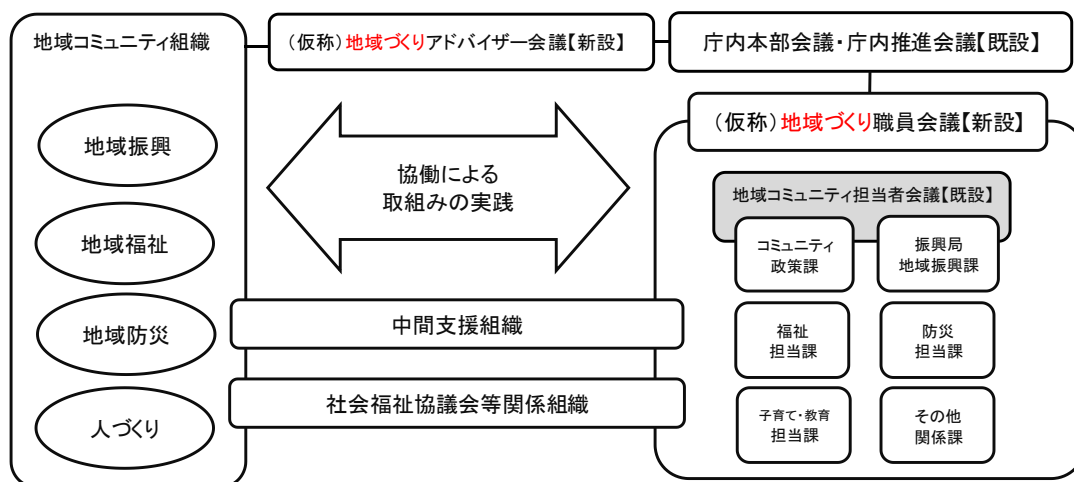 地域コミュニティ組織
(仮称)地域づくりアドバイザー会議【新設】
庁内本部会議・庁内推進会議【既設】
(仮称)地域づくり職員会議【新設】
地域振興
地域福祉
地域防災
人づくり
協働による
取組みの実践
中間支援組織
社会福祉協議会等関係組織
地域コミュニティ担当者会議【既設】
コミュニティ
政策課
振興局
地域振興課
福祉
担当課
防災
担当課
子育て・教育
担当課
その他
関係課